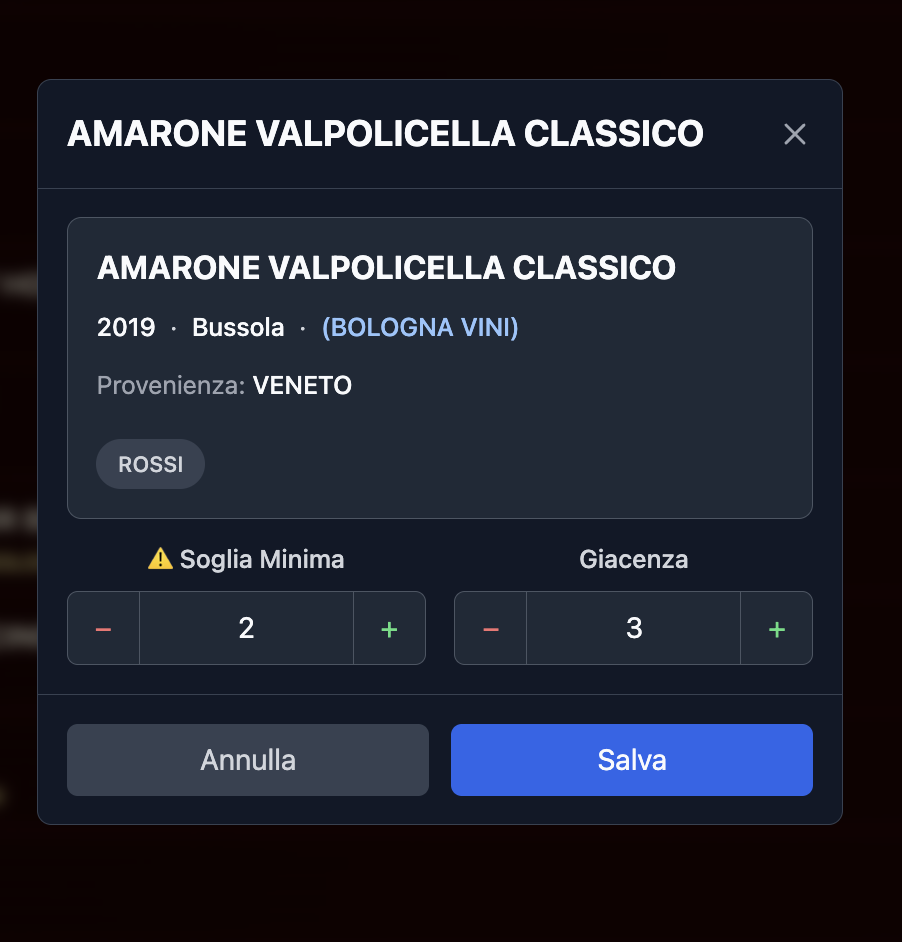 AMARONE VALPOLICELLA CLASSICO
AMARONE VALPOLICELLA CLASSICO
2019 · Bussola · (BOLOGNA VINI)
Provenienza: VENETO
ROSSI
⚠️ Soglia Minima Giacenza
− 2 + − 3 +
Annulla Salva